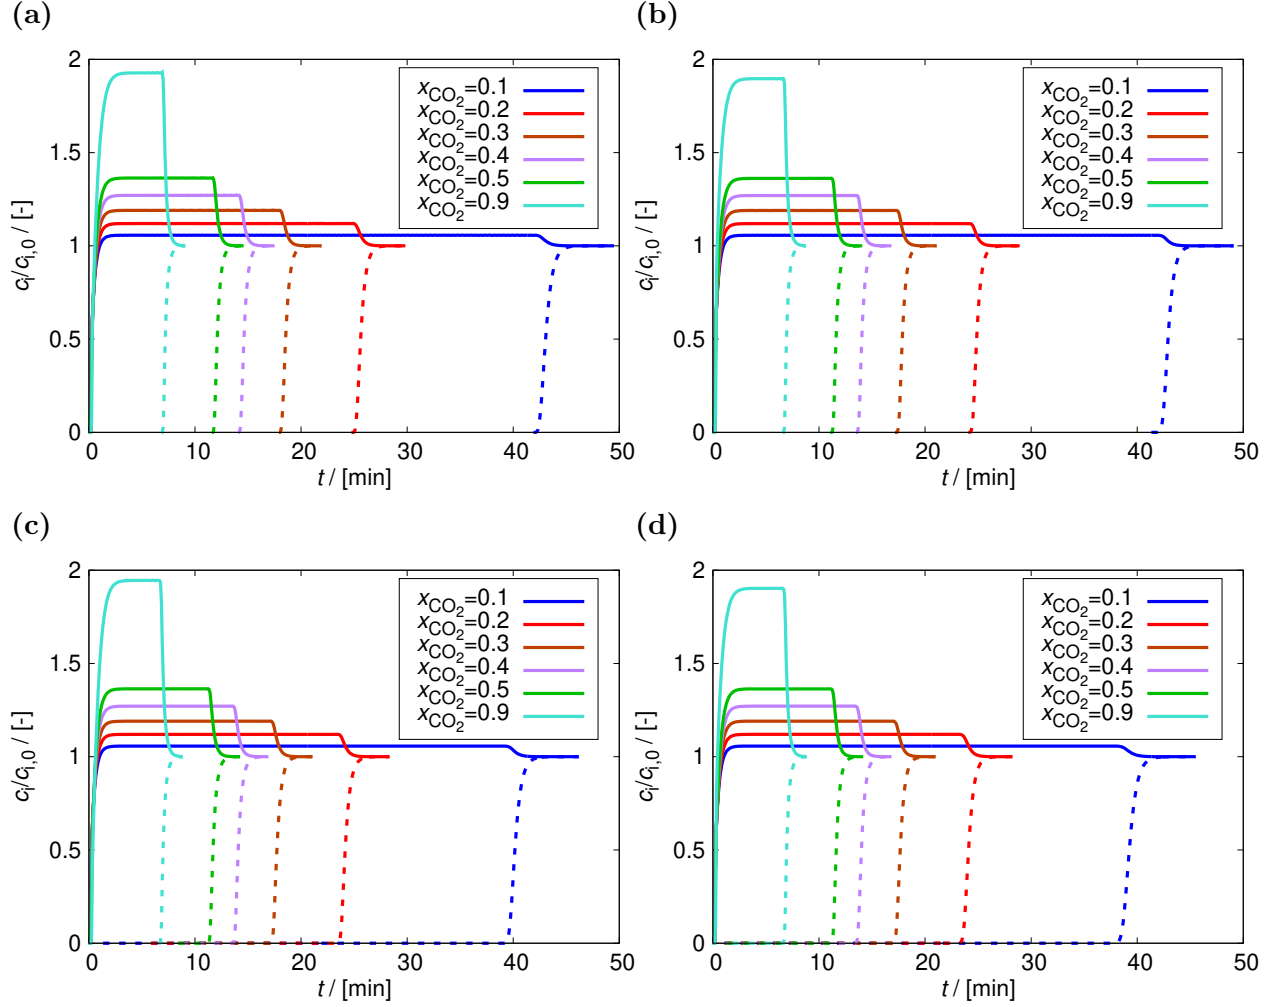 (a)
(b)
2
1.5
1
0.5
0
0 10 20 30 40 50
c_i/c_i,0 / [-]
t / [min]
x_CO2=0.1
x_CO2=0.2
x_CO2=0.3
x_CO2=0.4
x_CO2=0.5
x_CO2=0.9
2
1.5
1
0.5
0
0 10 20 30 40 50
c_i/c_i,0 / [-]
t / [min]
x_CO2=0.1
x_CO2=0.2
x_CO2=0.3
x_CO2=0.4
x_CO2=0.5
x_CO2=0.9
(c)
(d)
2
1.5
1
0.5
0
0 10 20 30 40 50
c_i/c_i,0 / [-]
t / [min]
x_CO2=0.1
x_CO2=0.2
x_CO2=0.3
x_CO2=0.4
x_CO2=0.5
x_CO2=0.9
2
1.5
1
0.5
0
0 10 20 30 40 50
c_i/c_i,0 / [-]
t / [min]
x_CO2=0.1
x_CO2=0.2
x_CO2=0.3
x_CO2=0.4
x_CO2=0.5
x_CO2=0.9